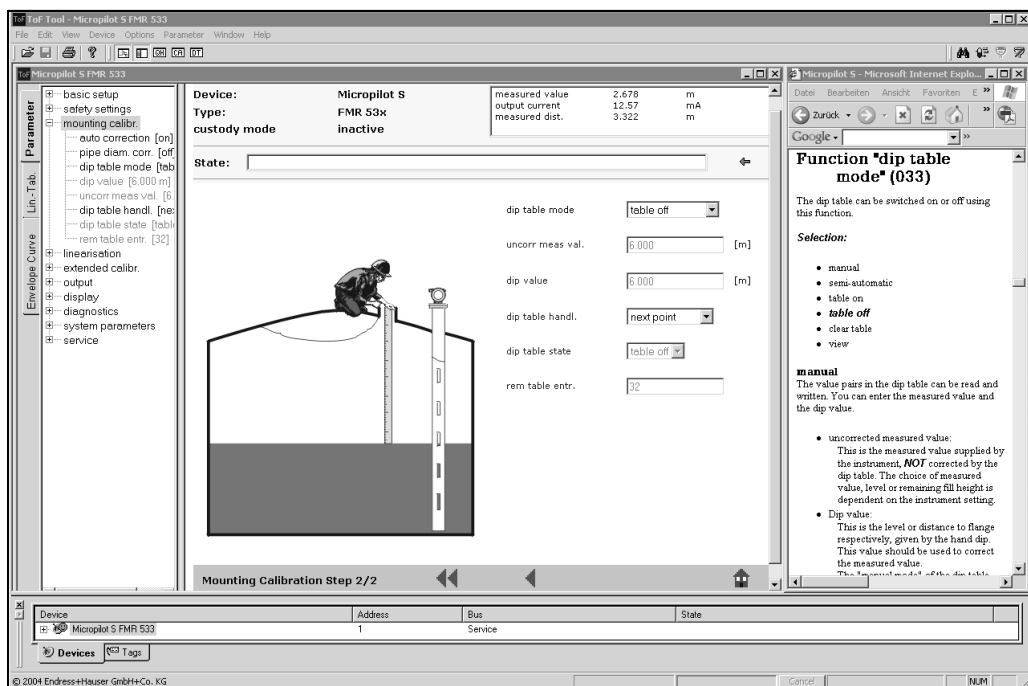 ToF Tool - Micropilot S FMR 533
File Edit View Device Options Parameter Window Help
Micropilot S FMR 533
Parameter
Lin.-Tab.
Envelope Curve
basic setup
safety settings
mounting calibr.
auto correction [on]
pipe diam. corr. [off
dip table mode [tab
dip value [6.000 m]
uncorr meas val. [6.
dip table handl. [ne
dip table state [table
rem table entr. [32]
linearisation
extended calibr.
output
display
diagnostics
system parameters
service
Device: Micropilot S
Type: FMR 53x
custody mode inactive
measured value 2.678 m
output current 12.57 mA
measured dist. 3.322 m
State:
dip table mode table off
uncorr meas val. 6.000 [m]
dip value 6.000 [m]
dip table handl. next point
dip table state table off
rem table entr. 32
Mounting Calibration Step 2/2
Micropilot S - Microsoft Internet Explo...
Datei Bearbeiten Ansicht Favoriten E »
Zurück »
Google »
Function "dip table
mode" (033)
The dip table can be switched on or off using
this function.
Selection:
manual
semi-automatic
table on
table off
clear table
view
manual
The value pairs in the dip table can be read and
written. You can enter the measured value and
the dip value.
uncorrected measured value:
This is the measured value supplied by
the instrument, NOT corrected by the
dip table. The choice of measured
value, level or remaining fill height is
dependent on the instrument setting.
Dip value:
This is the level or distance to flange
respectively, given by the hand dip.
This value should be used to correct
the measured value.
The "manual mode" of the dip table
Device Address Bus State
Micropilot S FMR 533 1 Service
Devices Tags
© 2004 Endress+Hauser GmbH+Co. KG
Cancel NUM